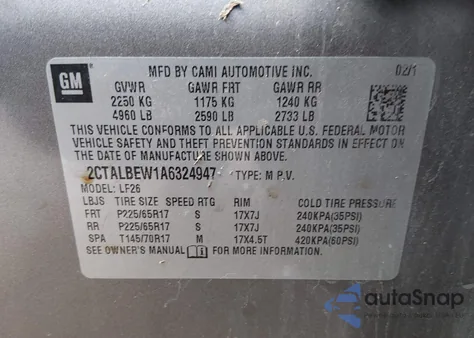 GM
MFD BY CAMI AUTOMOTIVE INC. 02/1
GVWR GAWR FRT GAWR RR
2250 KG 1175 KG 1240 KG
4960 LB 2590 LB 2733 LB
THIS VEHICLE CONFORMS TO ALL APPLICABLE U.S. FEDERAL MOTOR
VEHICLE SAFETY AND THEFT PREVENTION STANDARDS IN EFFECT ON
THE DATE OF MANUFACTURE SHOWN ABOVE.
2CTALBEW1A6324947 TYPE: M.P.V.
MODEL: LF26
LBJS TIRE SIZE SPEED RTG RIM COLD TIRE PRESSURE
FRT P225/65R17 S 17X7J 240KPA(35PSI)
RR P225/65R17 S 17X7J 240KPA(35PSI)
SPA T145/70R17 M 17X4.5T 420KPA(60PSI)
SEE OWNER'S MANUAL FOR MORE INFORMATION.
autoSnap